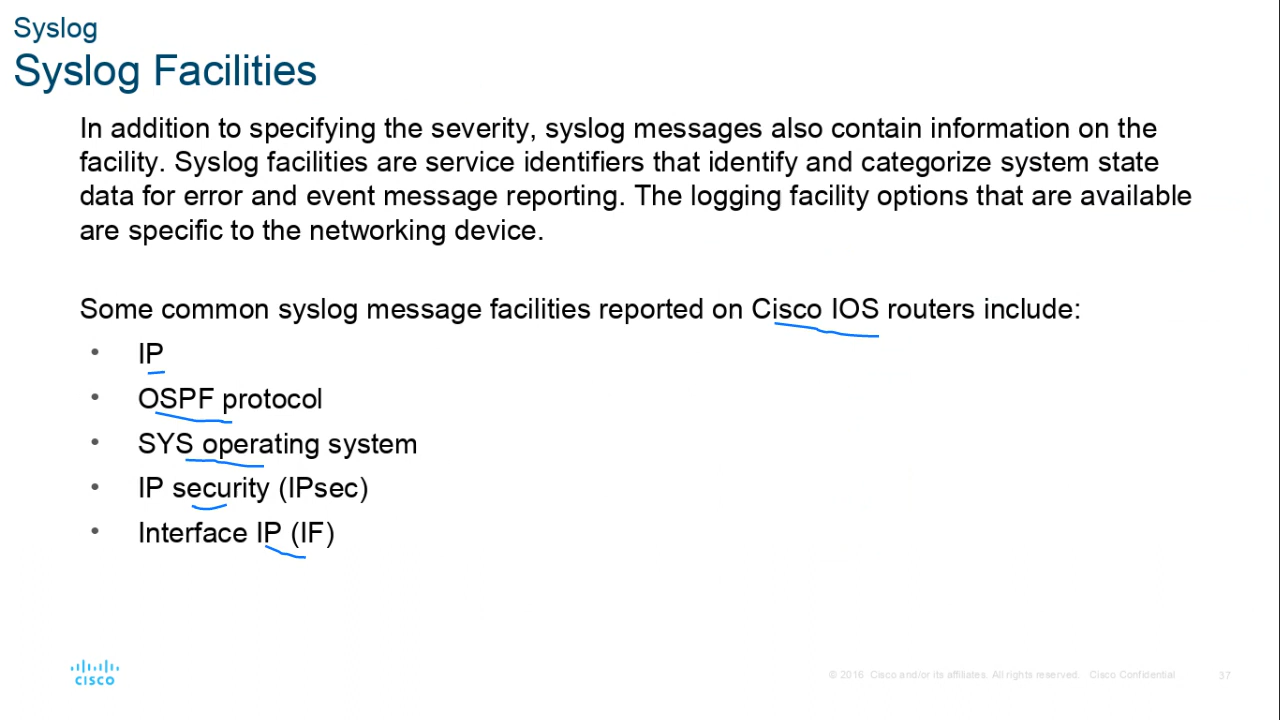 Syslog
Syslog Facilities
In addition to specifying the severity, syslog messages also contain information on the
facility. Syslog facilities are service identifiers that identify and categorize system state
data for error and event message reporting. The logging facility options that are available
are specific to the networking device.
Some common syslog message facilities reported on Cisco IOS routers include:
• IP
• OSPF protocol
• SYS operating system
• IP security (IPsec)
• Interface IP (IF)
CISCO
© 2016 Cisco and/or its affiliates. All rights reserved. Cisco Confidential 37